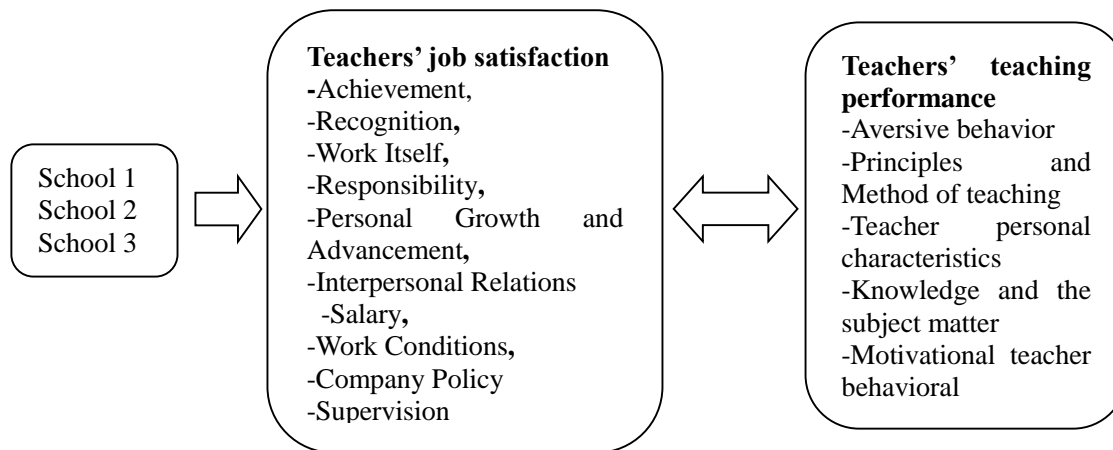 School 1
School 2
School 3
Teachers’ job satisfaction
-Achievement,
-Recognition,
-Work Itself,
-Responsibility,
-Personal Growth and
Advancement,
-Interpersonal Relations
-Salary,
-Work Conditions,
-Company Policy
-Supervision
Teachers’ teaching
performance
-Aversive behavior
-Principles and
Method of teaching
-Teacher personal
characteristics
-Knowledge and the
subject matter
-Motivational teacher
behavioral